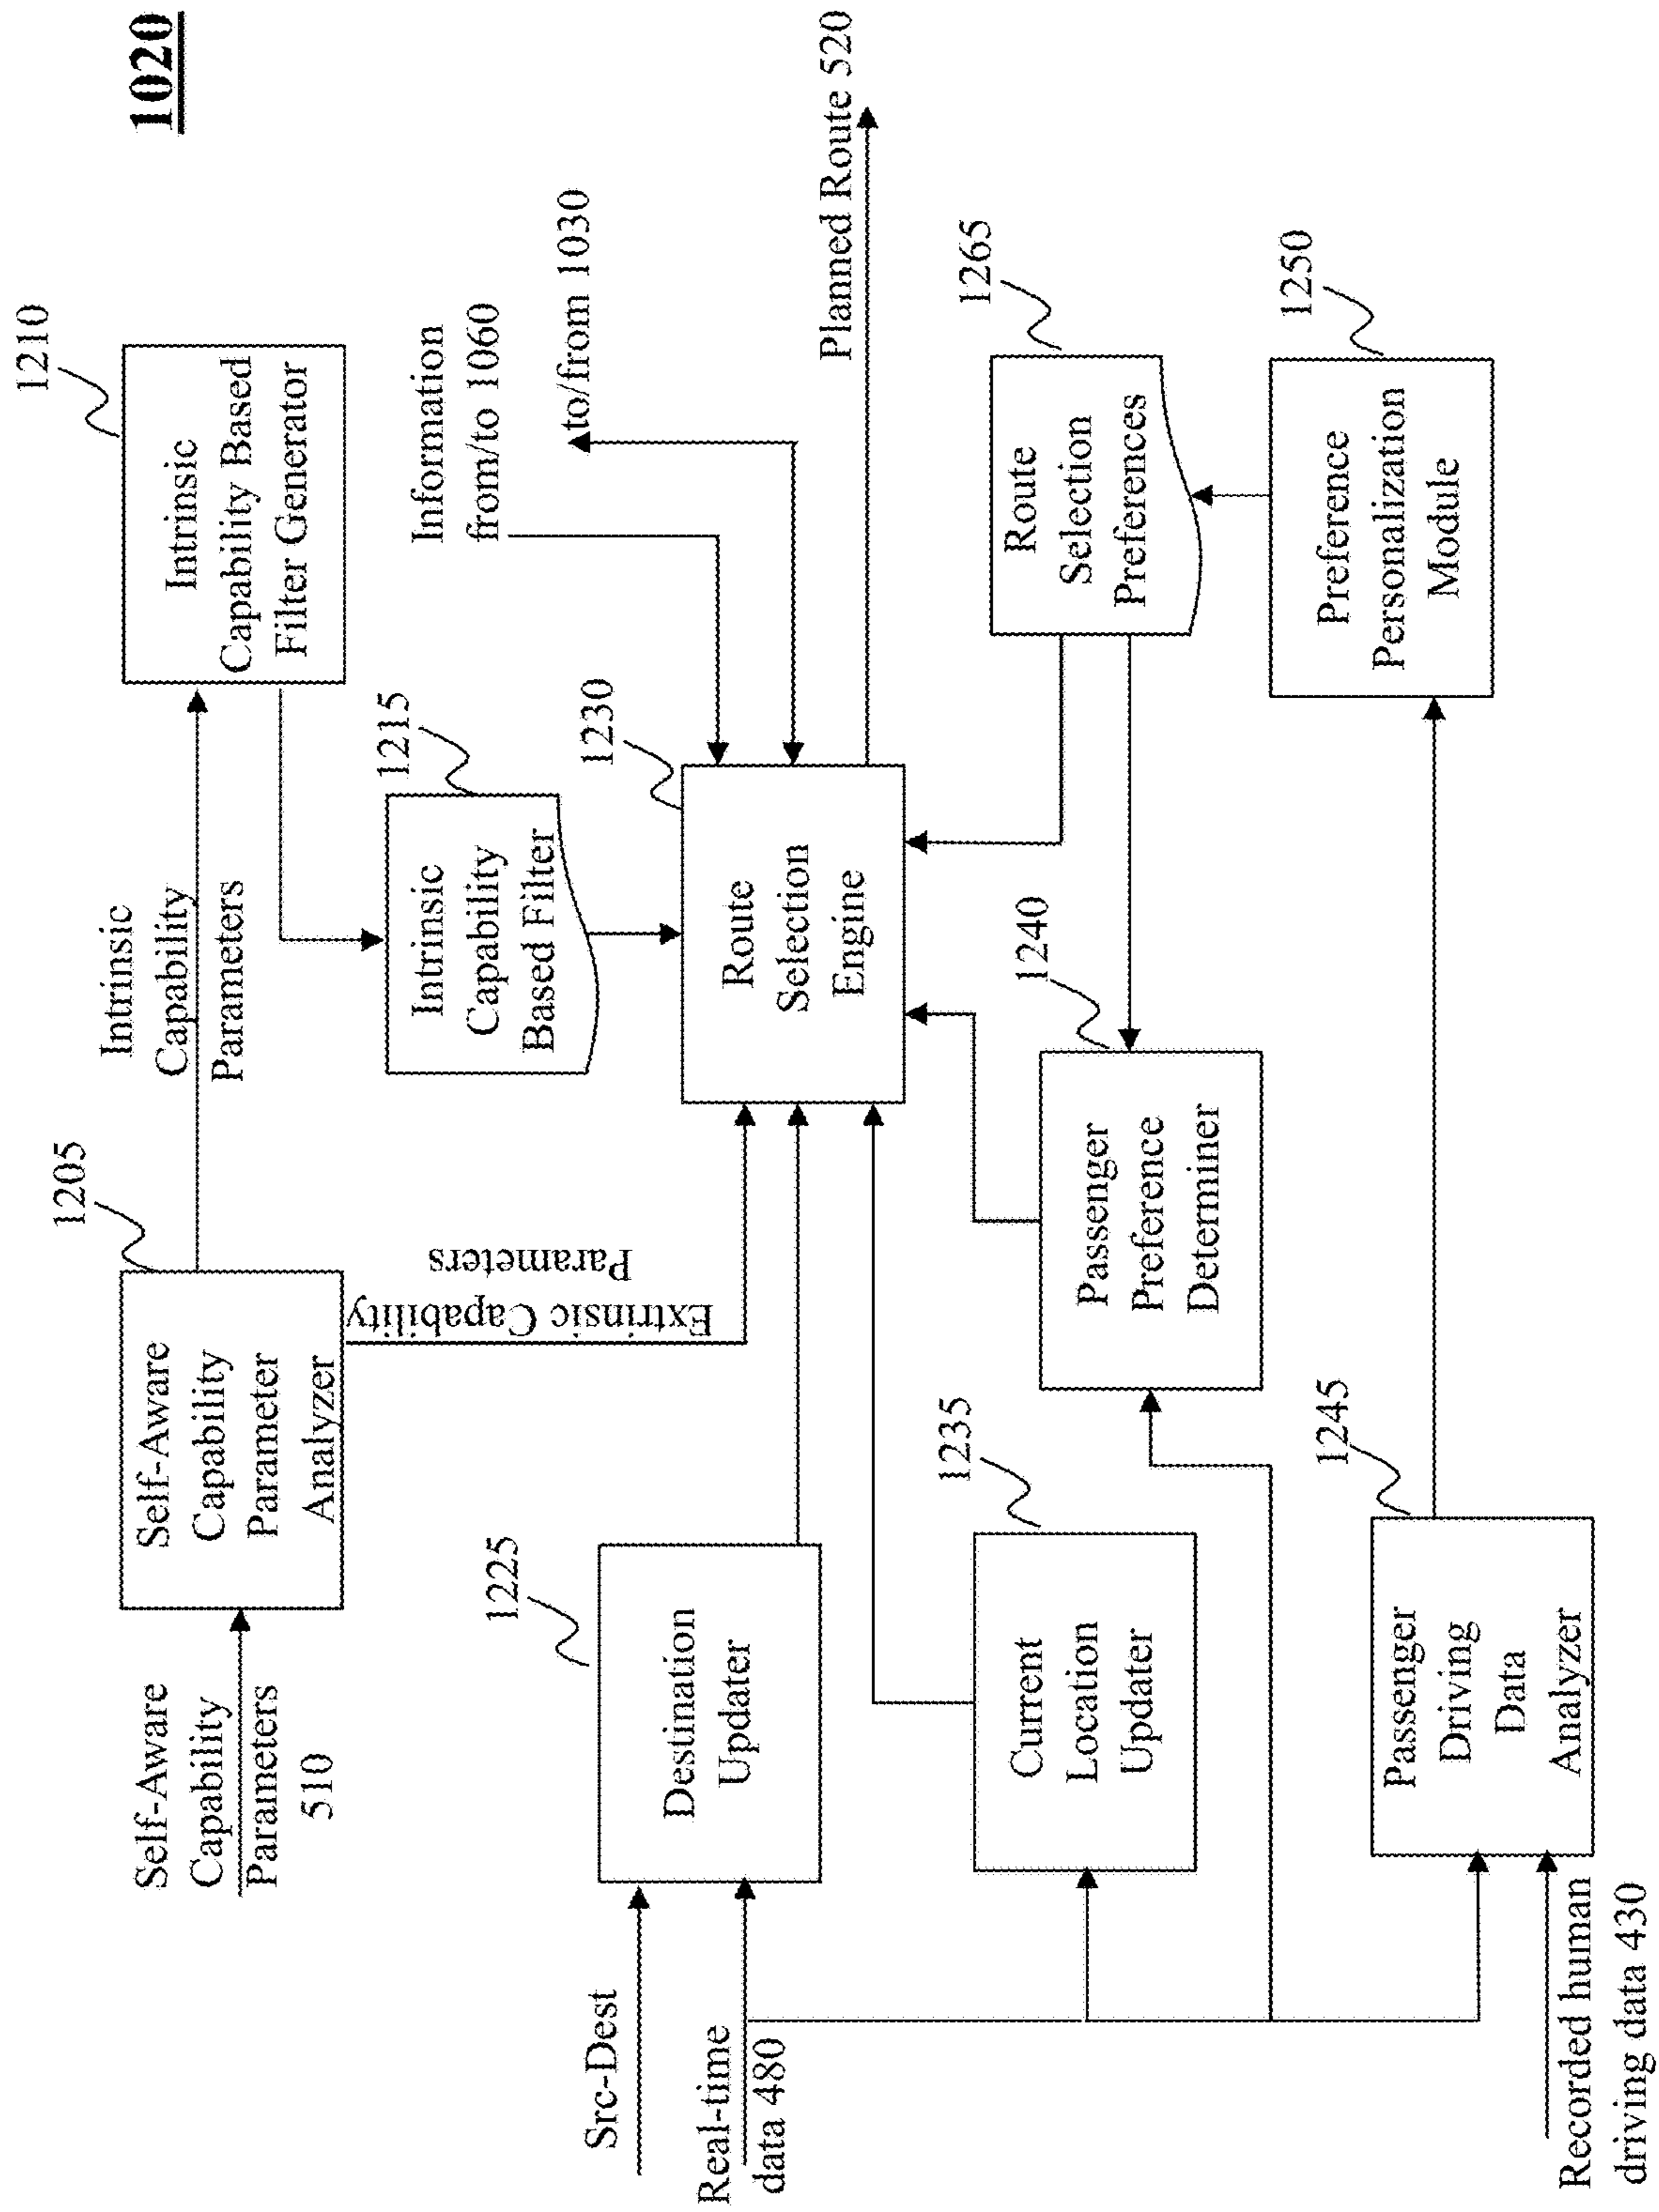 1020
Self-Aware
Capability
Parameters
510
1205
Self-Aware
Capability
Parameter
Analyzer
Intrinsic
Capability
Parameters
1210
Intrinsic
Capability Based
Filter Generator
Extrinsic Capability
Parameters
1215
Intrinsic
Capability
Based Filter
Information
from/to 1060
to/from 1030
Src-Dest
Real-time
data 480
1225
Destination
Updater
1230
Route
Selection
Engine
Planned Route 520
1235
Current
Location
Updater
1240
Passenger
Preference
Determiner
1265
Route
Selection
Preferences
Recorded human
driving data 430
1245
Passenger
Driving
Data
Analyzer
1250
Preference
Personalization
Module